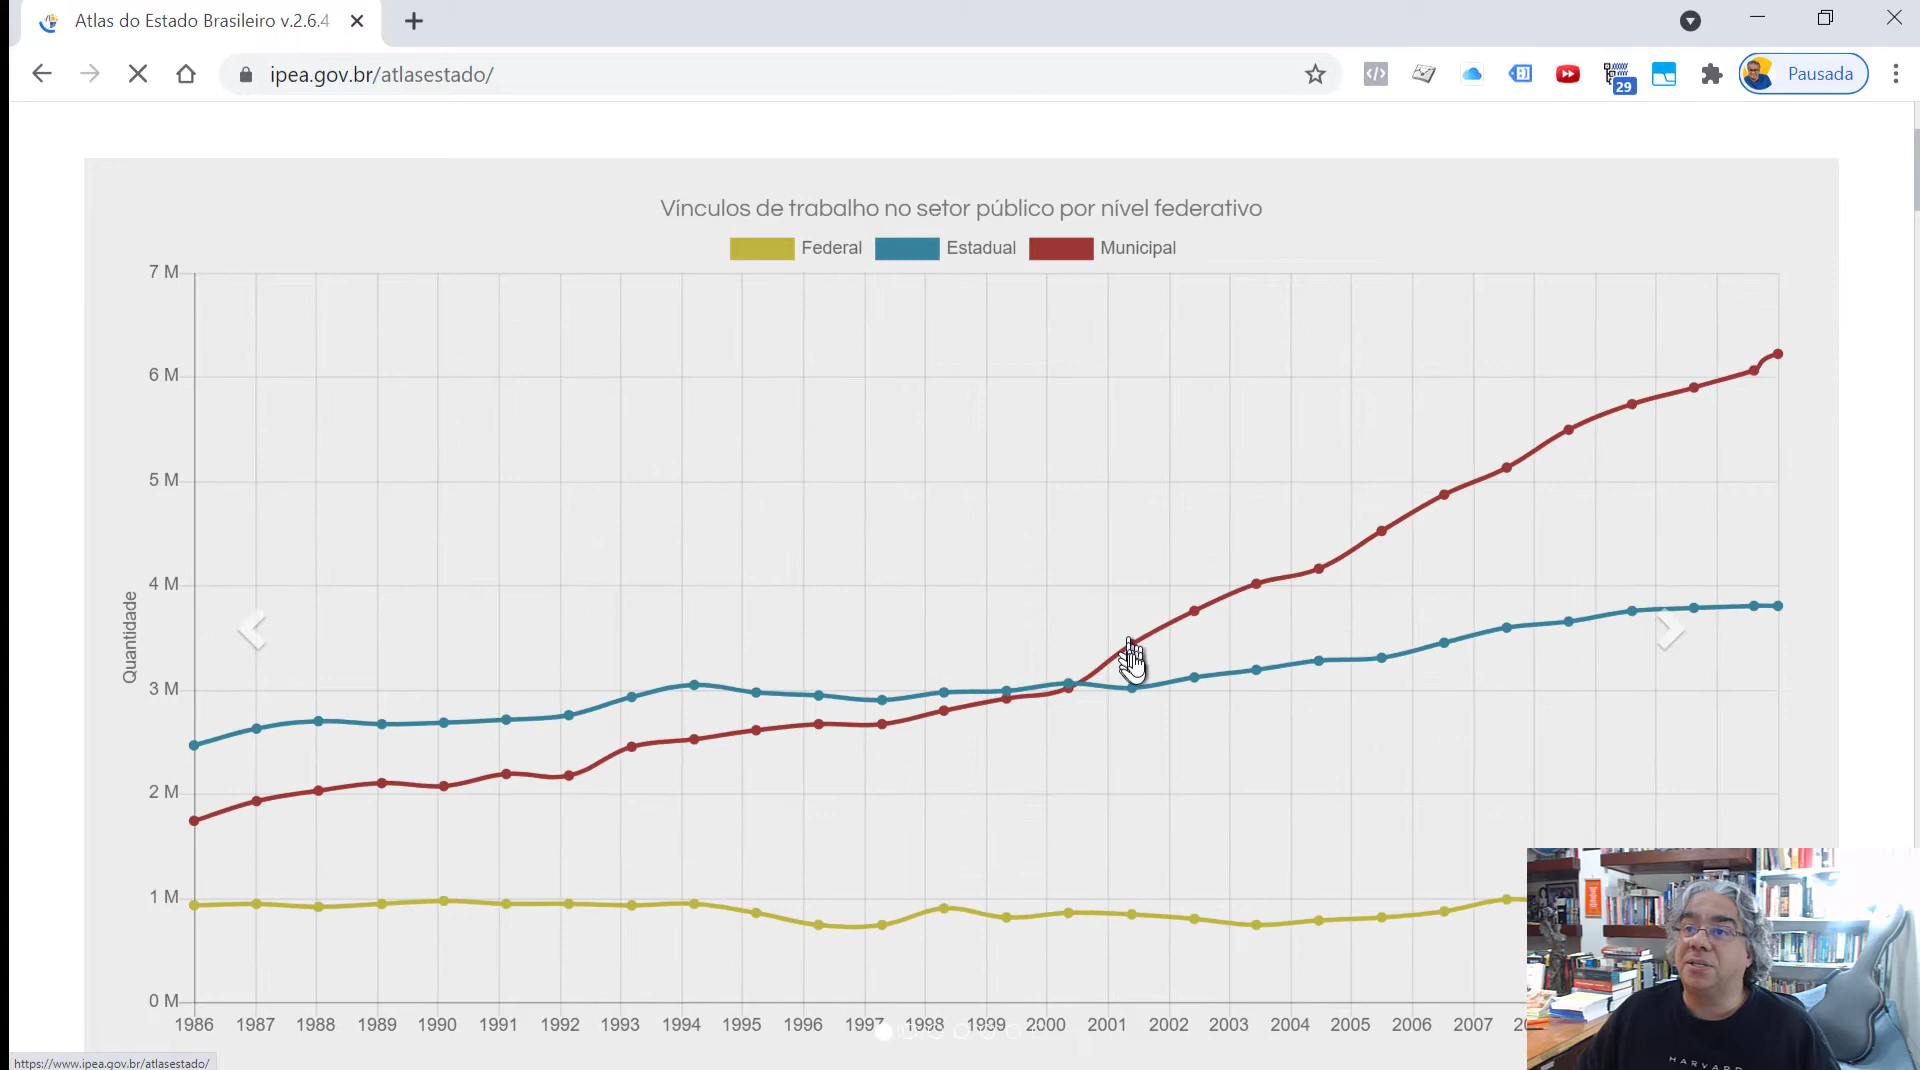 Atlas do Estado Brasileiro v.2.6.4
ipea.gov.br/atlasestado/
29
Pausada
Vínculos de trabalho no setor público por nível federativo
Federal Estadual Municipal
7 M
6 M
5 M
4 M
3 M
2 M
1 M
0 M
Quantidade
1986 1987 1988 1989 1990 1991 1992 1993 1994 1995 1996 1997 1998 1999 2000 2001 2002 2003 2004 2005 2006 2007
https://www.ipea.gov.br/atlasestado/
HARVARD